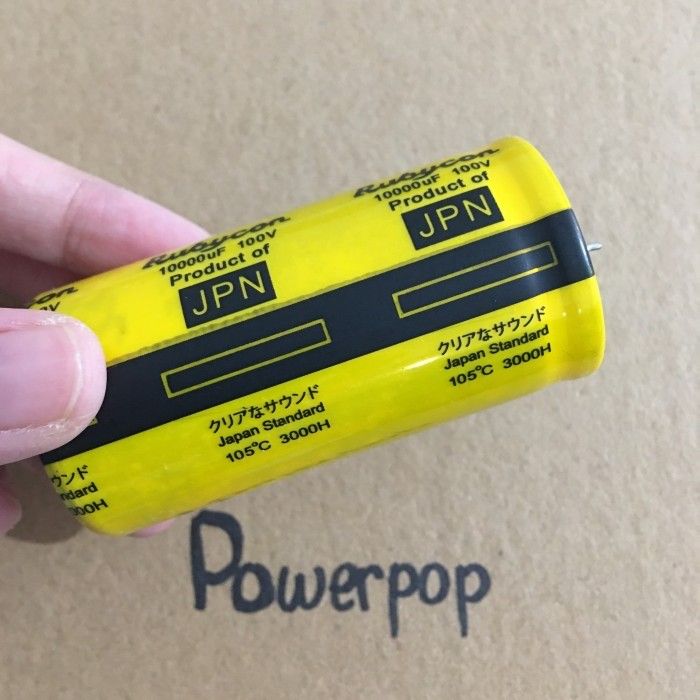 Rubycon
10000uF 100V
Product of
JPN
Rubycon
10000uF 100V
Product of
JPN
クリアなサウンド
Japan Standard
105°C 3000H
クリアなサウンド
Japan Standard
105°C 3000H
Powerpop